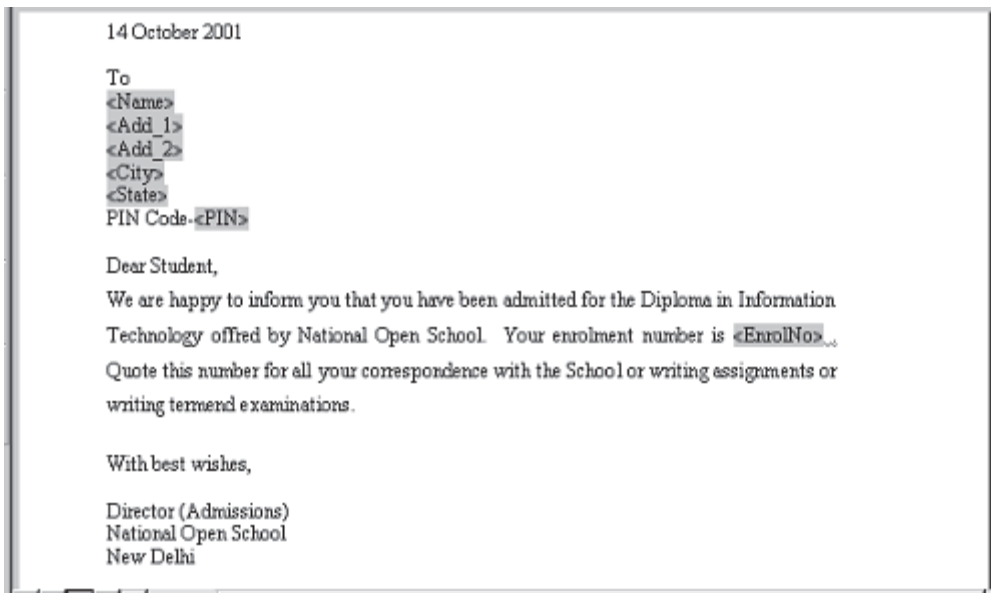 14 October 2001
To
<Name>
<Add_1>
<Add_2>
<City>
<State>
PIN Code-<PIN>
Dear Student,
We are happy to inform you that you have been admitted for the Diploma in Information
Technology offred by National Open School. Your enrolment number is <EnrolNo>.
Quote this number for all your correspondence with the School or writing assignments or
writing termend examinations.
With best wishes,
Director (Admissions)
National Open School
New Delhi